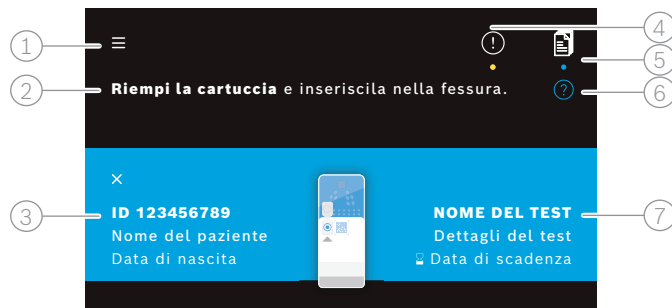 1
4
5
2
Riempi la cartuccia e inseriscila nella fessura.
?
6
3
ID 123456789
Nome del paziente
Data di nascita
NOME DEL TEST
Dettagli del test
Data di scadenza
7